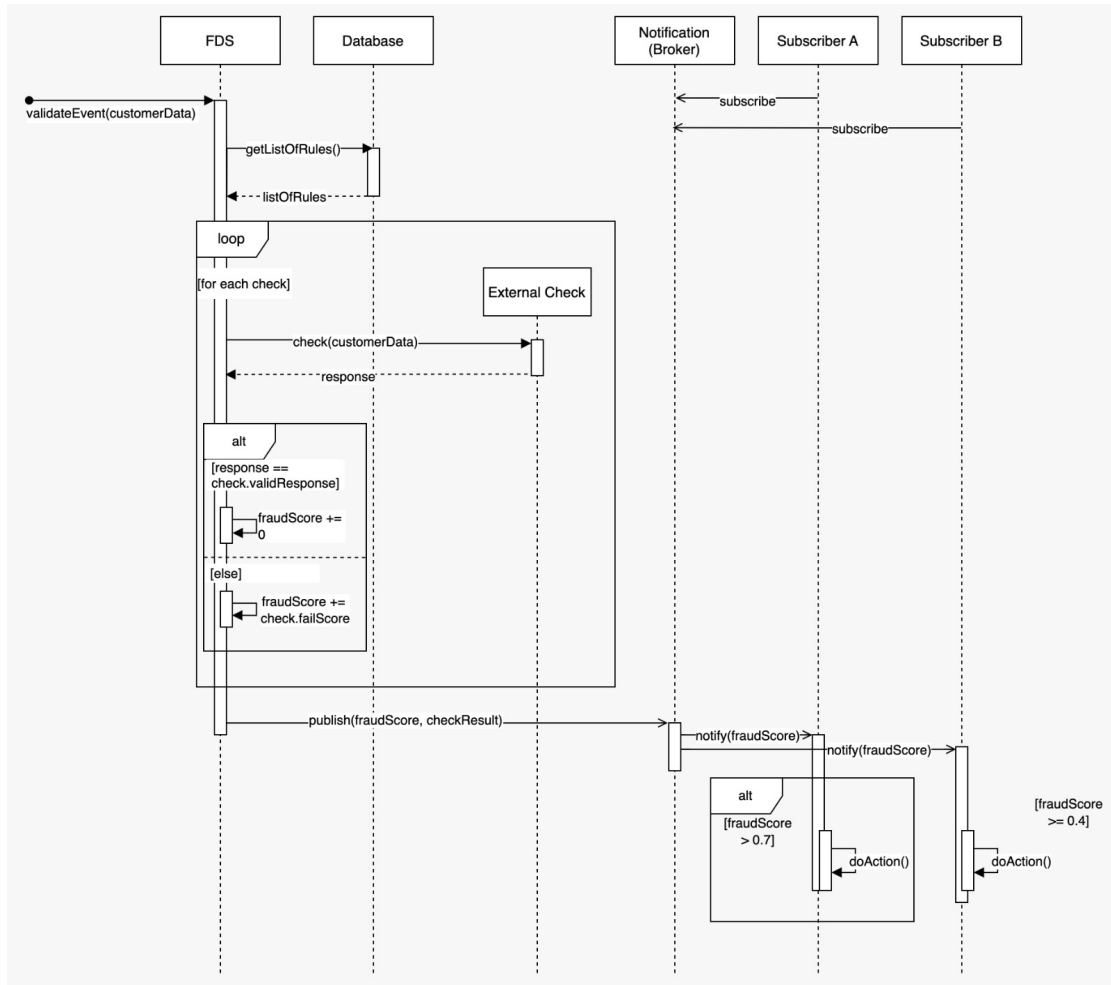 FDS
Database
Notification
(Broker)
Subscriber A
Subscriber B
validateEvent(customerData)
subscribe
subscribe
getListOfRules()
listOfRules
loop
[for each check]
External Check
check(customerData)
response
alt
[response ==
check.validResponse]
fraudScore +=
0
[else]
fraudScore +=
check.failScore
publish(fraudScore, checkResult)
notify(fraudScore)
notify(fraudScore)
alt
[fraudScore
> 0.7]
[fraudScore
>= 0.4]
doAction()
doAction()